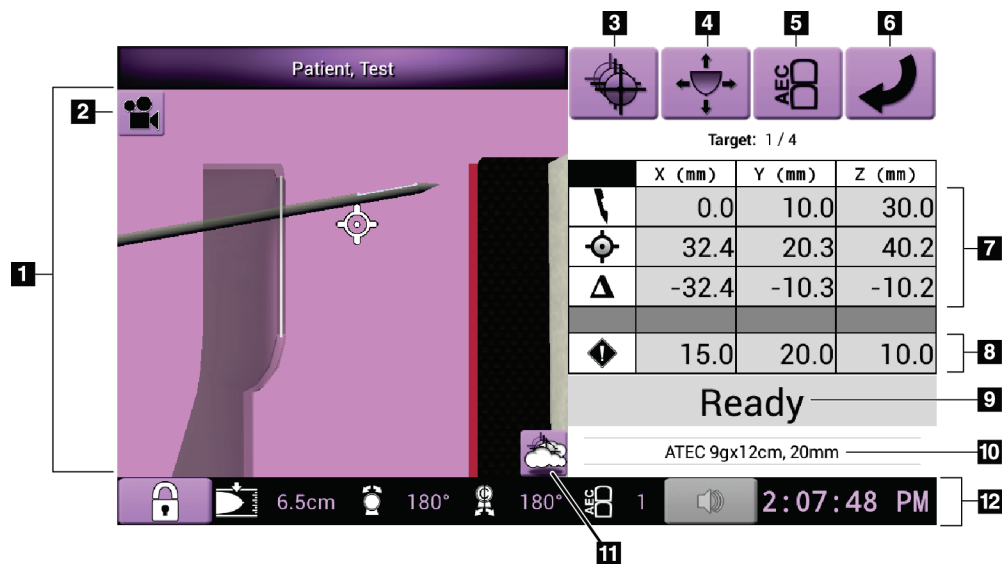 3
4
5
6
Patient, Test
1
2
AEC
Target: 1 / 4
X (mm) Y (mm) Z (mm)
0.0 10.0 30.0
7
32.4 20.3 40.2
Δ -32.4 -10.3 -10.2
! 15.0 20.0 10.0
8
Ready
9
ATEC 9gx12cm, 20mm
10
6.5cm 180° C 180° AEC 1 2:07:48 PM
12
11